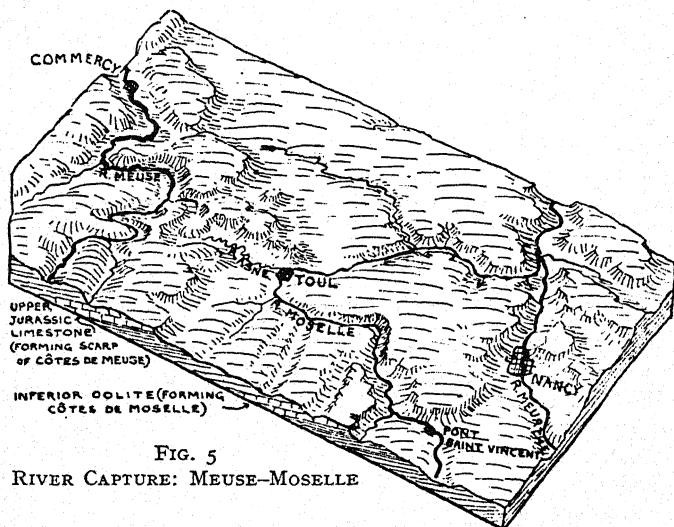 COMMERCY
R. MEUSE
TOUL
R. MOSELLE
UPPER
JURASSIC
LIMESTONE
(FORMING SCARP
OF CÔTES DE MEUSE)
INFERIOR OOLITE (FORMING
CÔTES DE MOSELLE)
NANCY
R. MEURTHE
PONT
SAINT VINCENT
FIG. 5
RIVER CAPTURE: MEUSE–MOSELLE